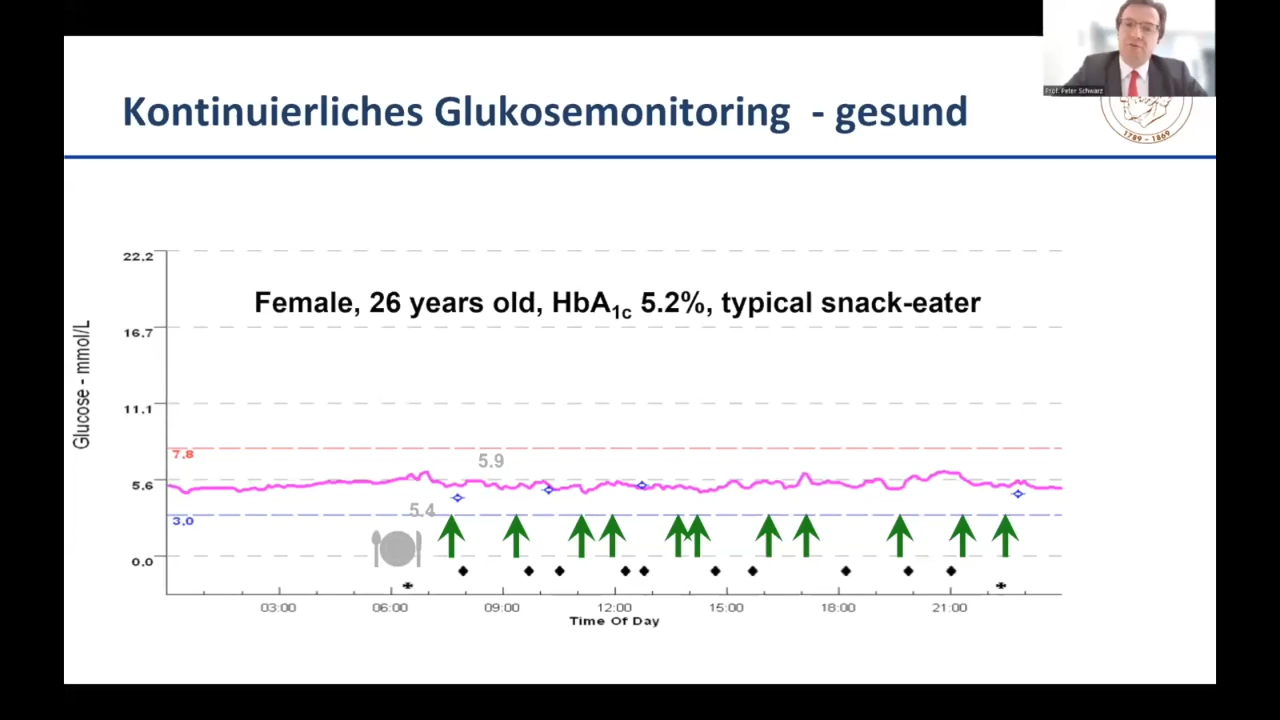 Prof. Peter Schwarz
Kontinuierliches Glukosemonitoring - gesund
1789 – 1869
Female, 26 years old, HbA1c 5.2%, typical snack-eater
Glucose - mmol/L
22.2
16.7
11.1
7.8
5.9
5.6
5.4
3.0
0.0
03:00 06:00 09:00 12:00 15:00 18:00 21:00
Time Of Day